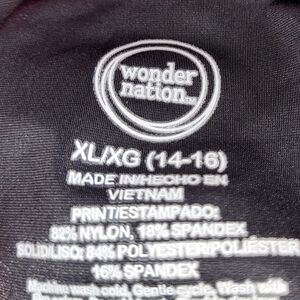 wonder
nation™
XL/XG (14-16)
MADE IN/HECHO EN
VIETNAM
PRINT/ESTAMPADO:
82% NYLON, 18% SPANDEX
SOLID/LISO: 84% POLYESTER/POLIÉSTER
16% SPANDEX
Machine wash cold. Gentle cycle. Wash with